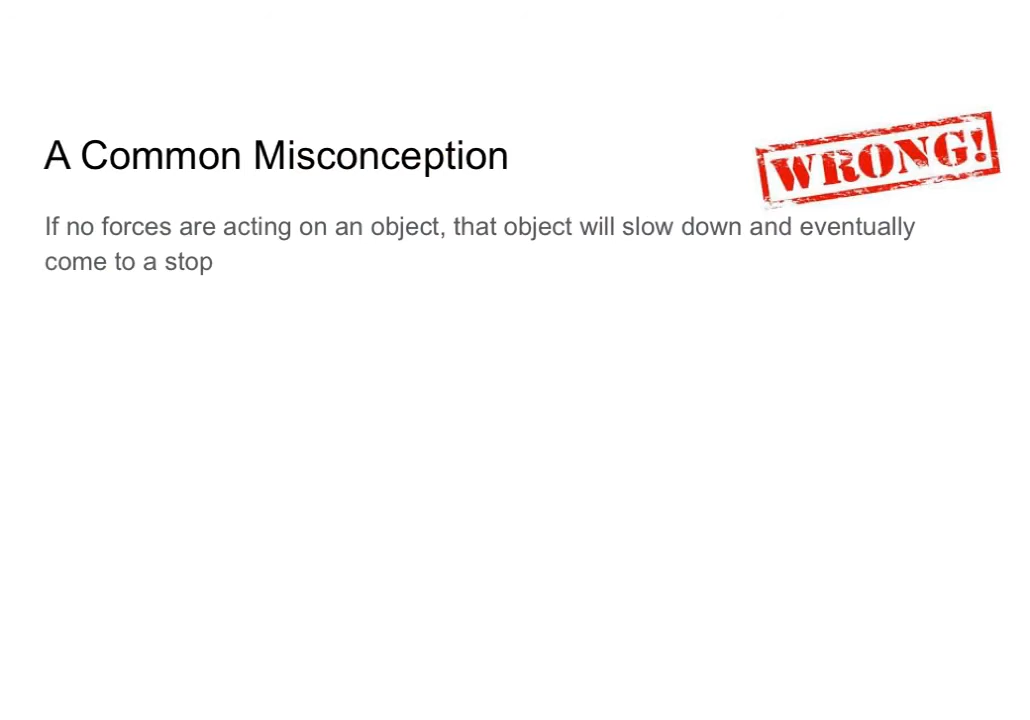 A Common Misconception
WRONG!
If no forces are acting on an object, that object will slow down and eventually
come to a stop